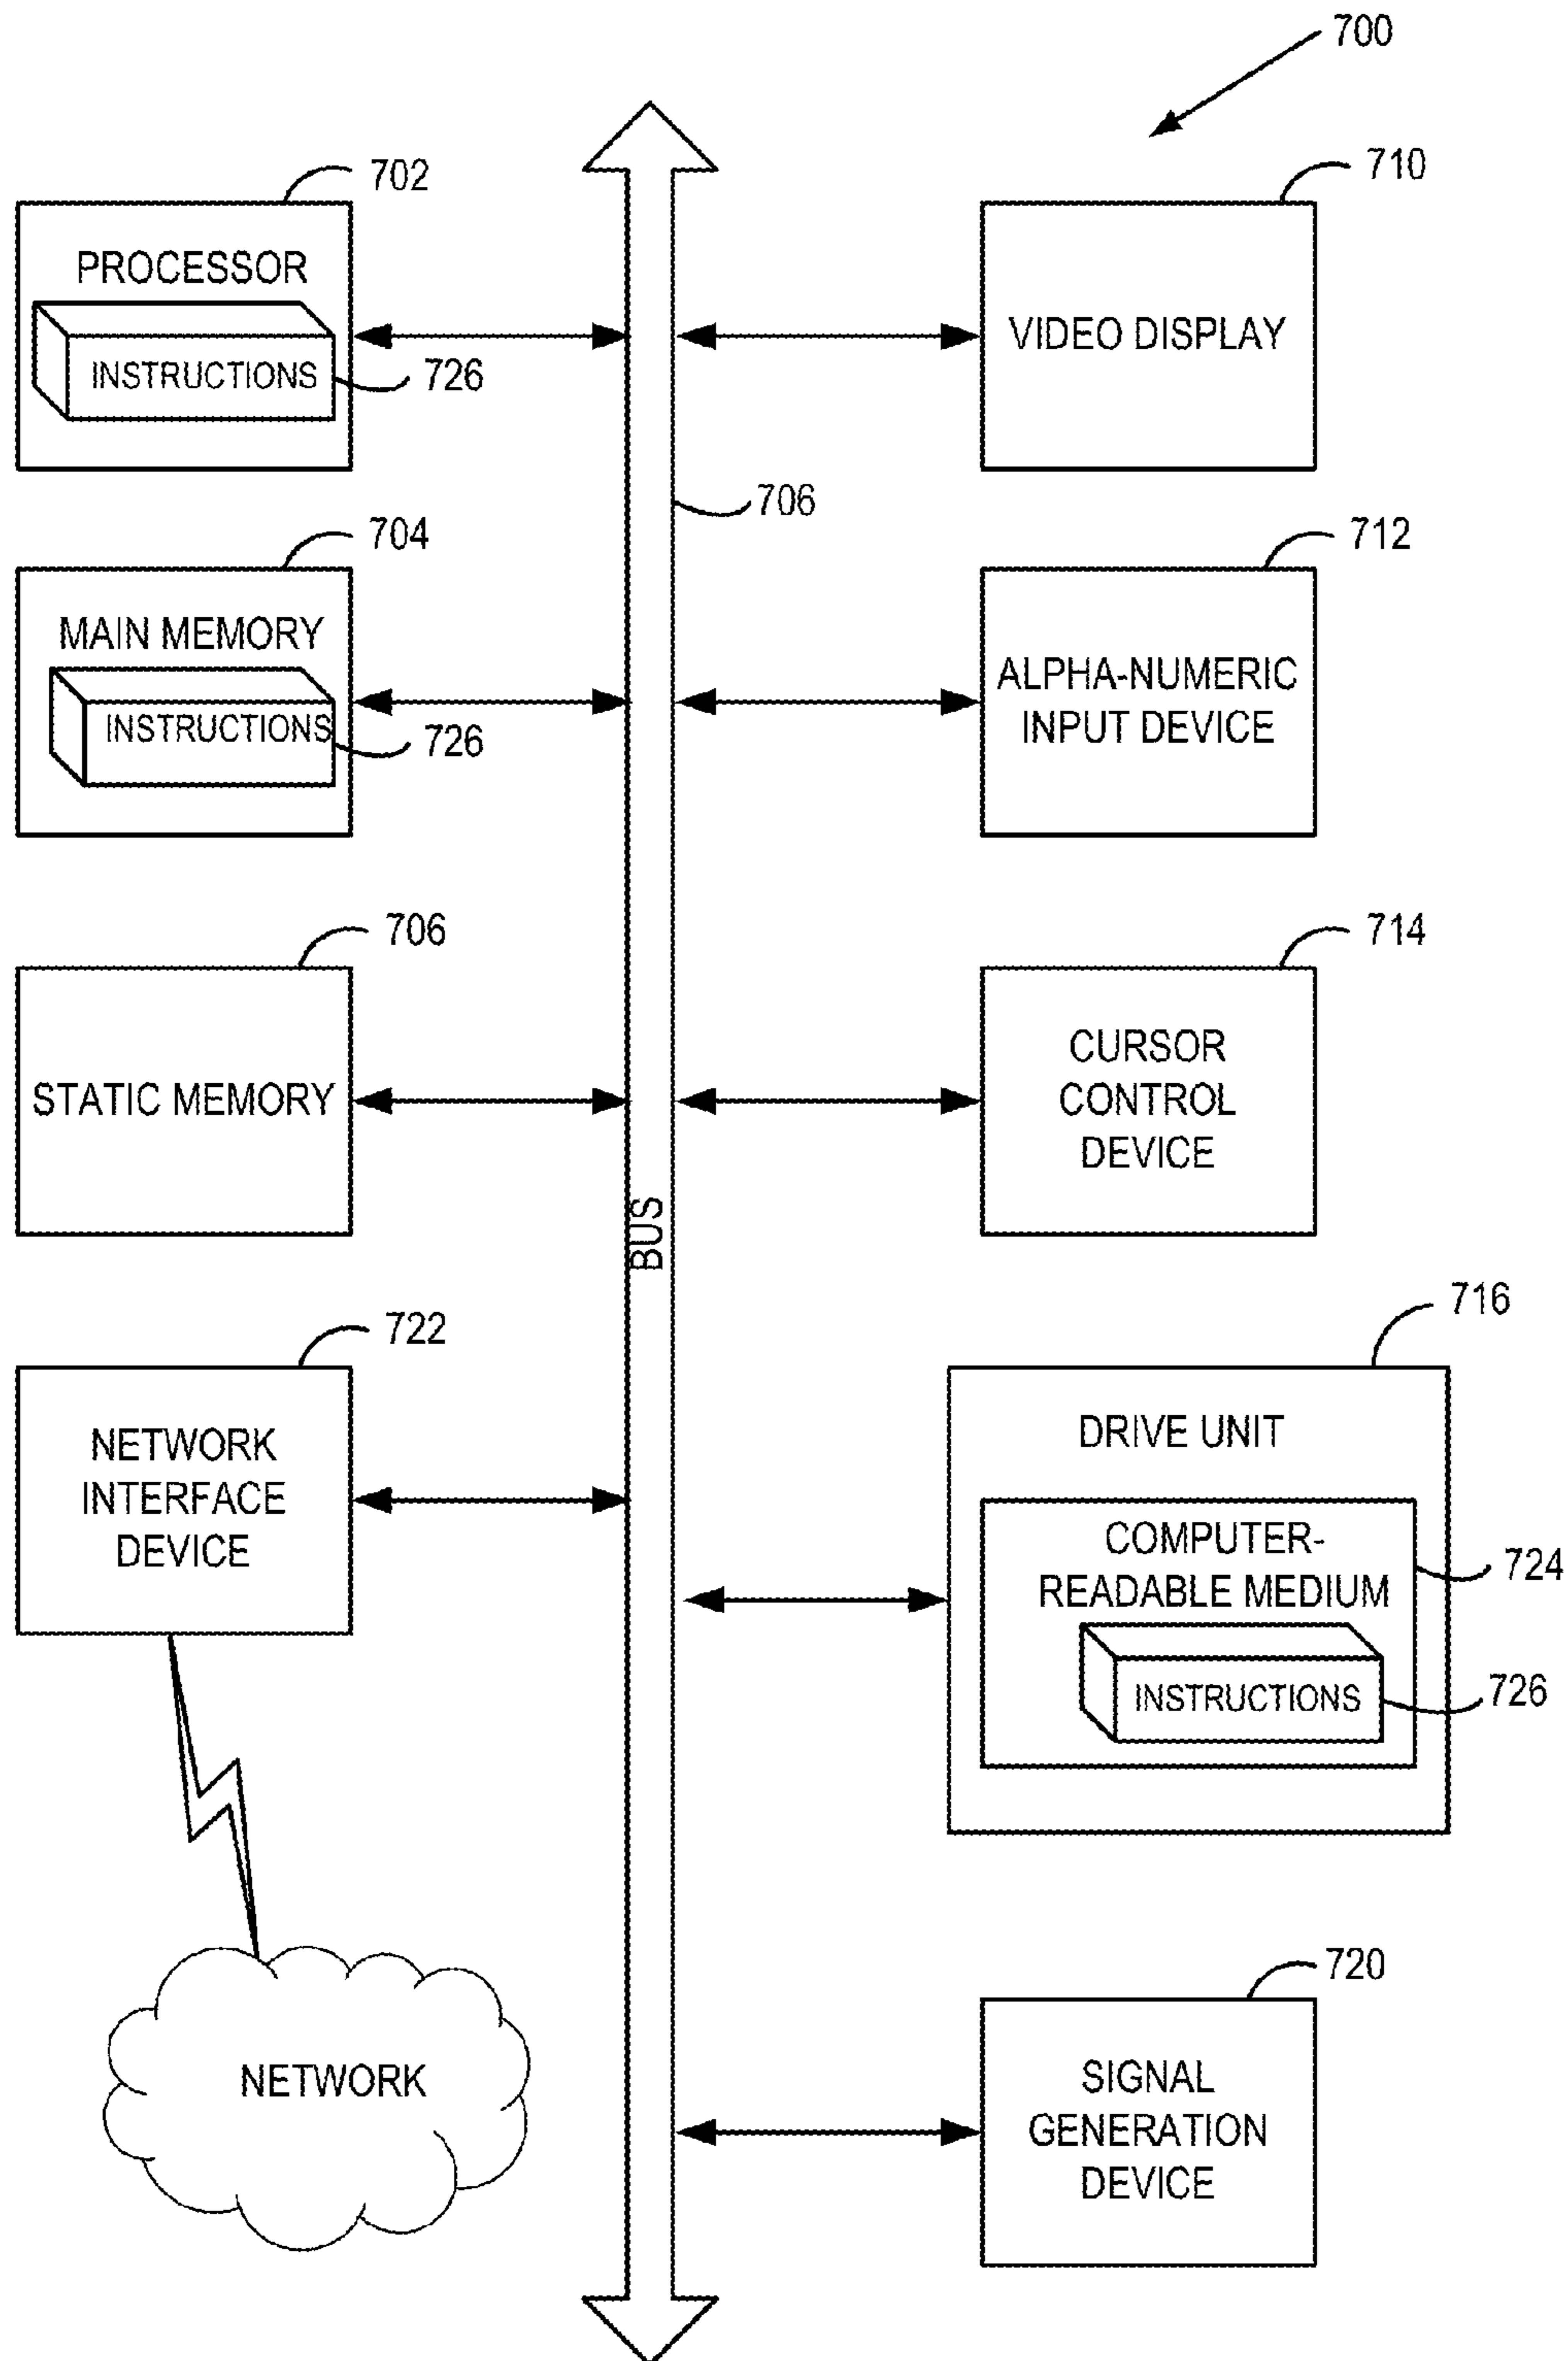 700
702
PROCESSOR
INSTRUCTIONS
726
710
VIDEO DISPLAY
706
704
MAIN MEMORY
INSTRUCTIONS
726
712
ALPHA-NUMERIC
INPUT DEVICE
706
STATIC MEMORY
714
CURSOR
CONTROL
DEVICE
BUS
722
NETWORK
INTERFACE
DEVICE
716
DRIVE UNIT
COMPUTER-
READABLE MEDIUM
724
INSTRUCTIONS
726
NETWORK
720
SIGNAL
GENERATION
DEVICE